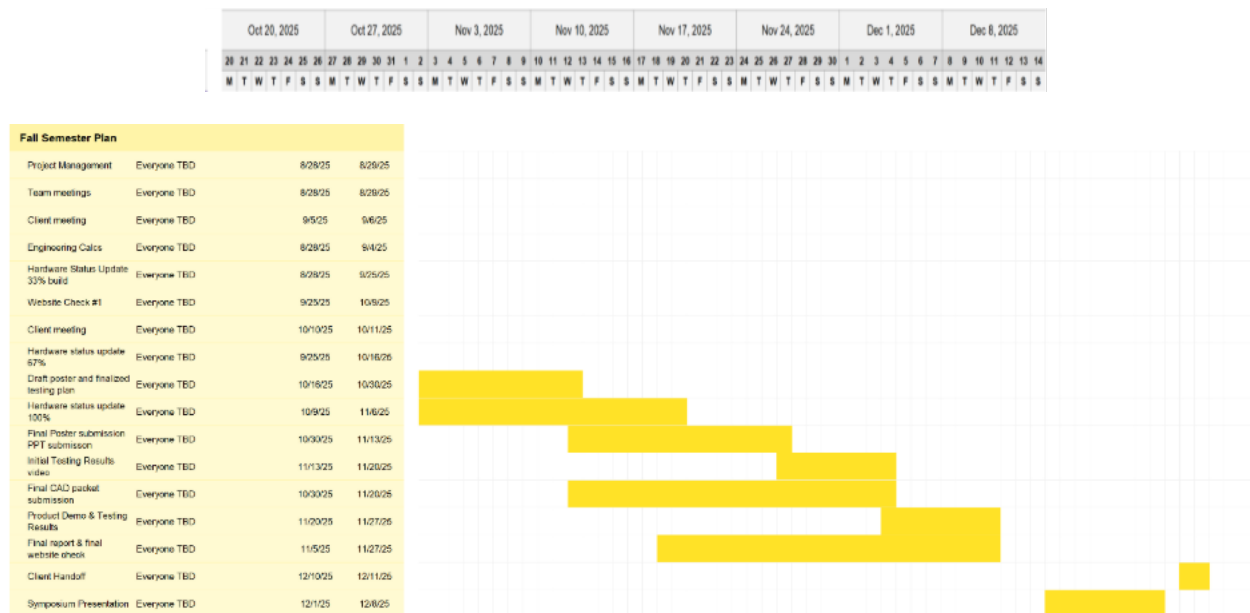 Oct 20, 2025 Oct 27, 2025 Nov 3, 2025 Nov 10, 2025 Nov 17, 2025 Nov 24, 2025 Dec 1, 2025 Dec 8, 2025
20 21 22 23 24 25 26 27 28 29 30 31 1 2 3 4 5 6 7 8 9 10 11 12 13 14 15 16 17 18 19 20 21 22 23 24 25 26 27 28 29 30 1 2 3 4 5 6 7 8 9 10 11 12 13 14
M T W T F S S M T W T F S S M T W T F S S M T W T F S S M T W T F S S M T W T F S S M T W T F S S M T W T F S S
Fall Semester Plan
Project Management Everyone TBD 8/28/25 8/29/25
Team meetings Everyone TBD 8/28/25 8/29/25
Client meeting Everyone TBD 9/5/25 9/6/25
Engineering Calcs Everyone TBD 8/28/25 9/4/25
Hardware Status Update
33% build Everyone TBD 8/28/25 9/25/25
Website Check #1 Everyone TBD 9/25/25 10/9/25
Client meeting Everyone TBD 10/10/25 10/11/25
Hardware status update
67% Everyone TBD 9/25/25 10/16/25
Draft poster and finalized
testing plan Everyone TBD 10/16/25 10/30/25
Hardware status update
100% Everyone TBD 10/9/25 11/6/25
Final Poster submission
PPT submisson Everyone TBD 10/30/25 11/13/25
Initial Testing Results
video Everyone TBD 11/13/25 11/20/25
Final CAD packet
submission Everyone TBD 10/30/25 11/20/25
Product Demo & Testing
Results Everyone TBD 11/20/25 11/27/25
Final report & final
website check Everyone TBD 11/5/25 11/27/25
Client Handoff Everyone TBD 12/10/25 12/11/25
Symposium Presentation Everyone TBD 12/1/25 12/8/25